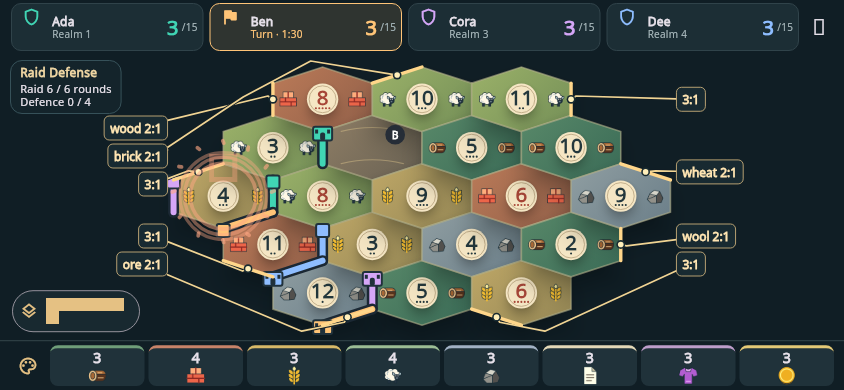 Ada
Realm 1
3 /15
Ben
Turn · 1:30
3 /15
Cora
Realm 3
3 /15
Dee
Realm 4
3 /15
Raid Defense
Raid 6 / 6 rounds
Defence 0 / 4
wood 2:1
brick 2:1
3:1
3:1
ore 2:1
3:1
wheat 2:1
wool 2:1
3:1
8
10
11
3
B
5
10
4
8
9
6
9
11
3
4
2
12
5
6
3
4
3
4
3
3
3
3